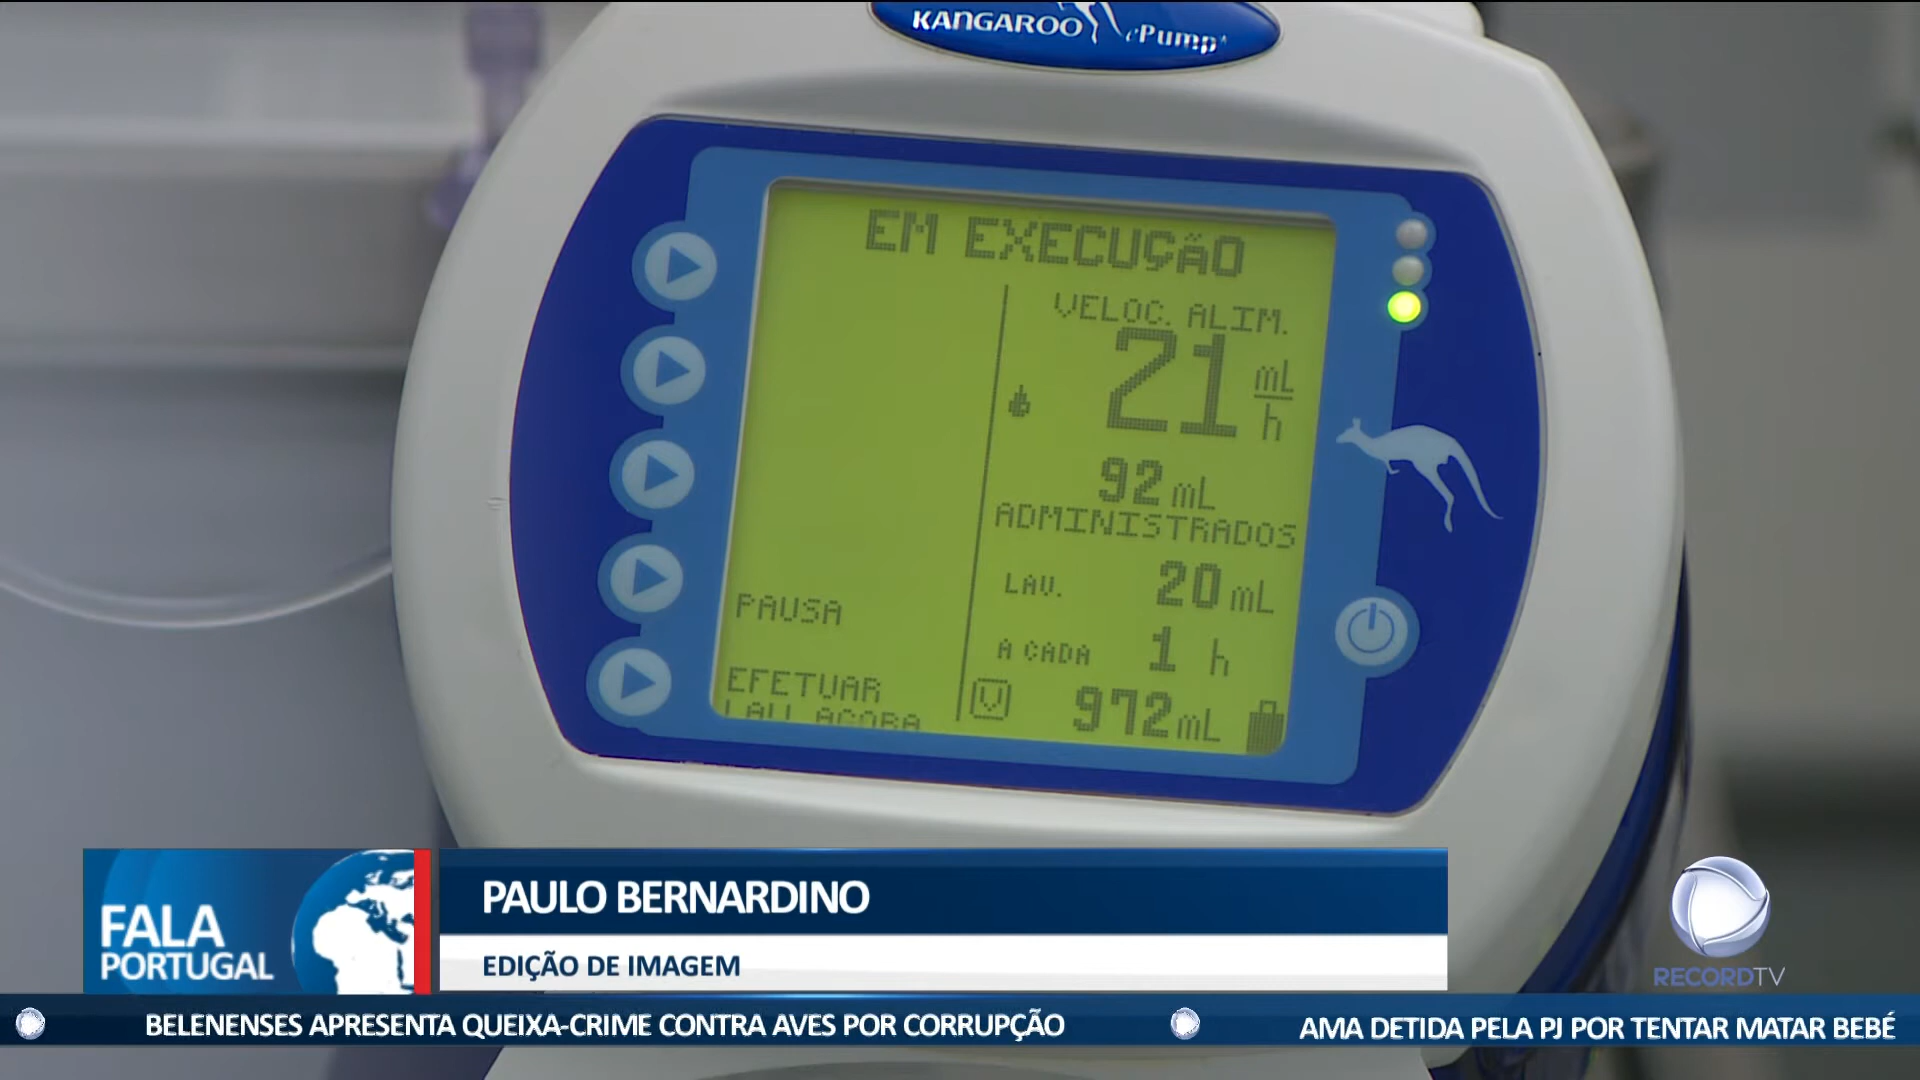 KANGAROO ePump
EM EXECUÇÃO
VELOC. ALIM.
21 mL/h
92 mL
ADMINISTRADOS
LAV. 20 mL
A CADA 1 h
972 mL
PAUSA
EFETUAR
LAV AGORA
FALA
PORTUGAL
PAULO BERNARDINO
EDIÇÃO DE IMAGEM
RECORDTV
BELENENSES APRESENTA QUEIXA-CRIME CONTRA AVES POR CORRUPÇÃO
AMA DETIDA PELA PJ POR TENTAR MATAR BEBÉ